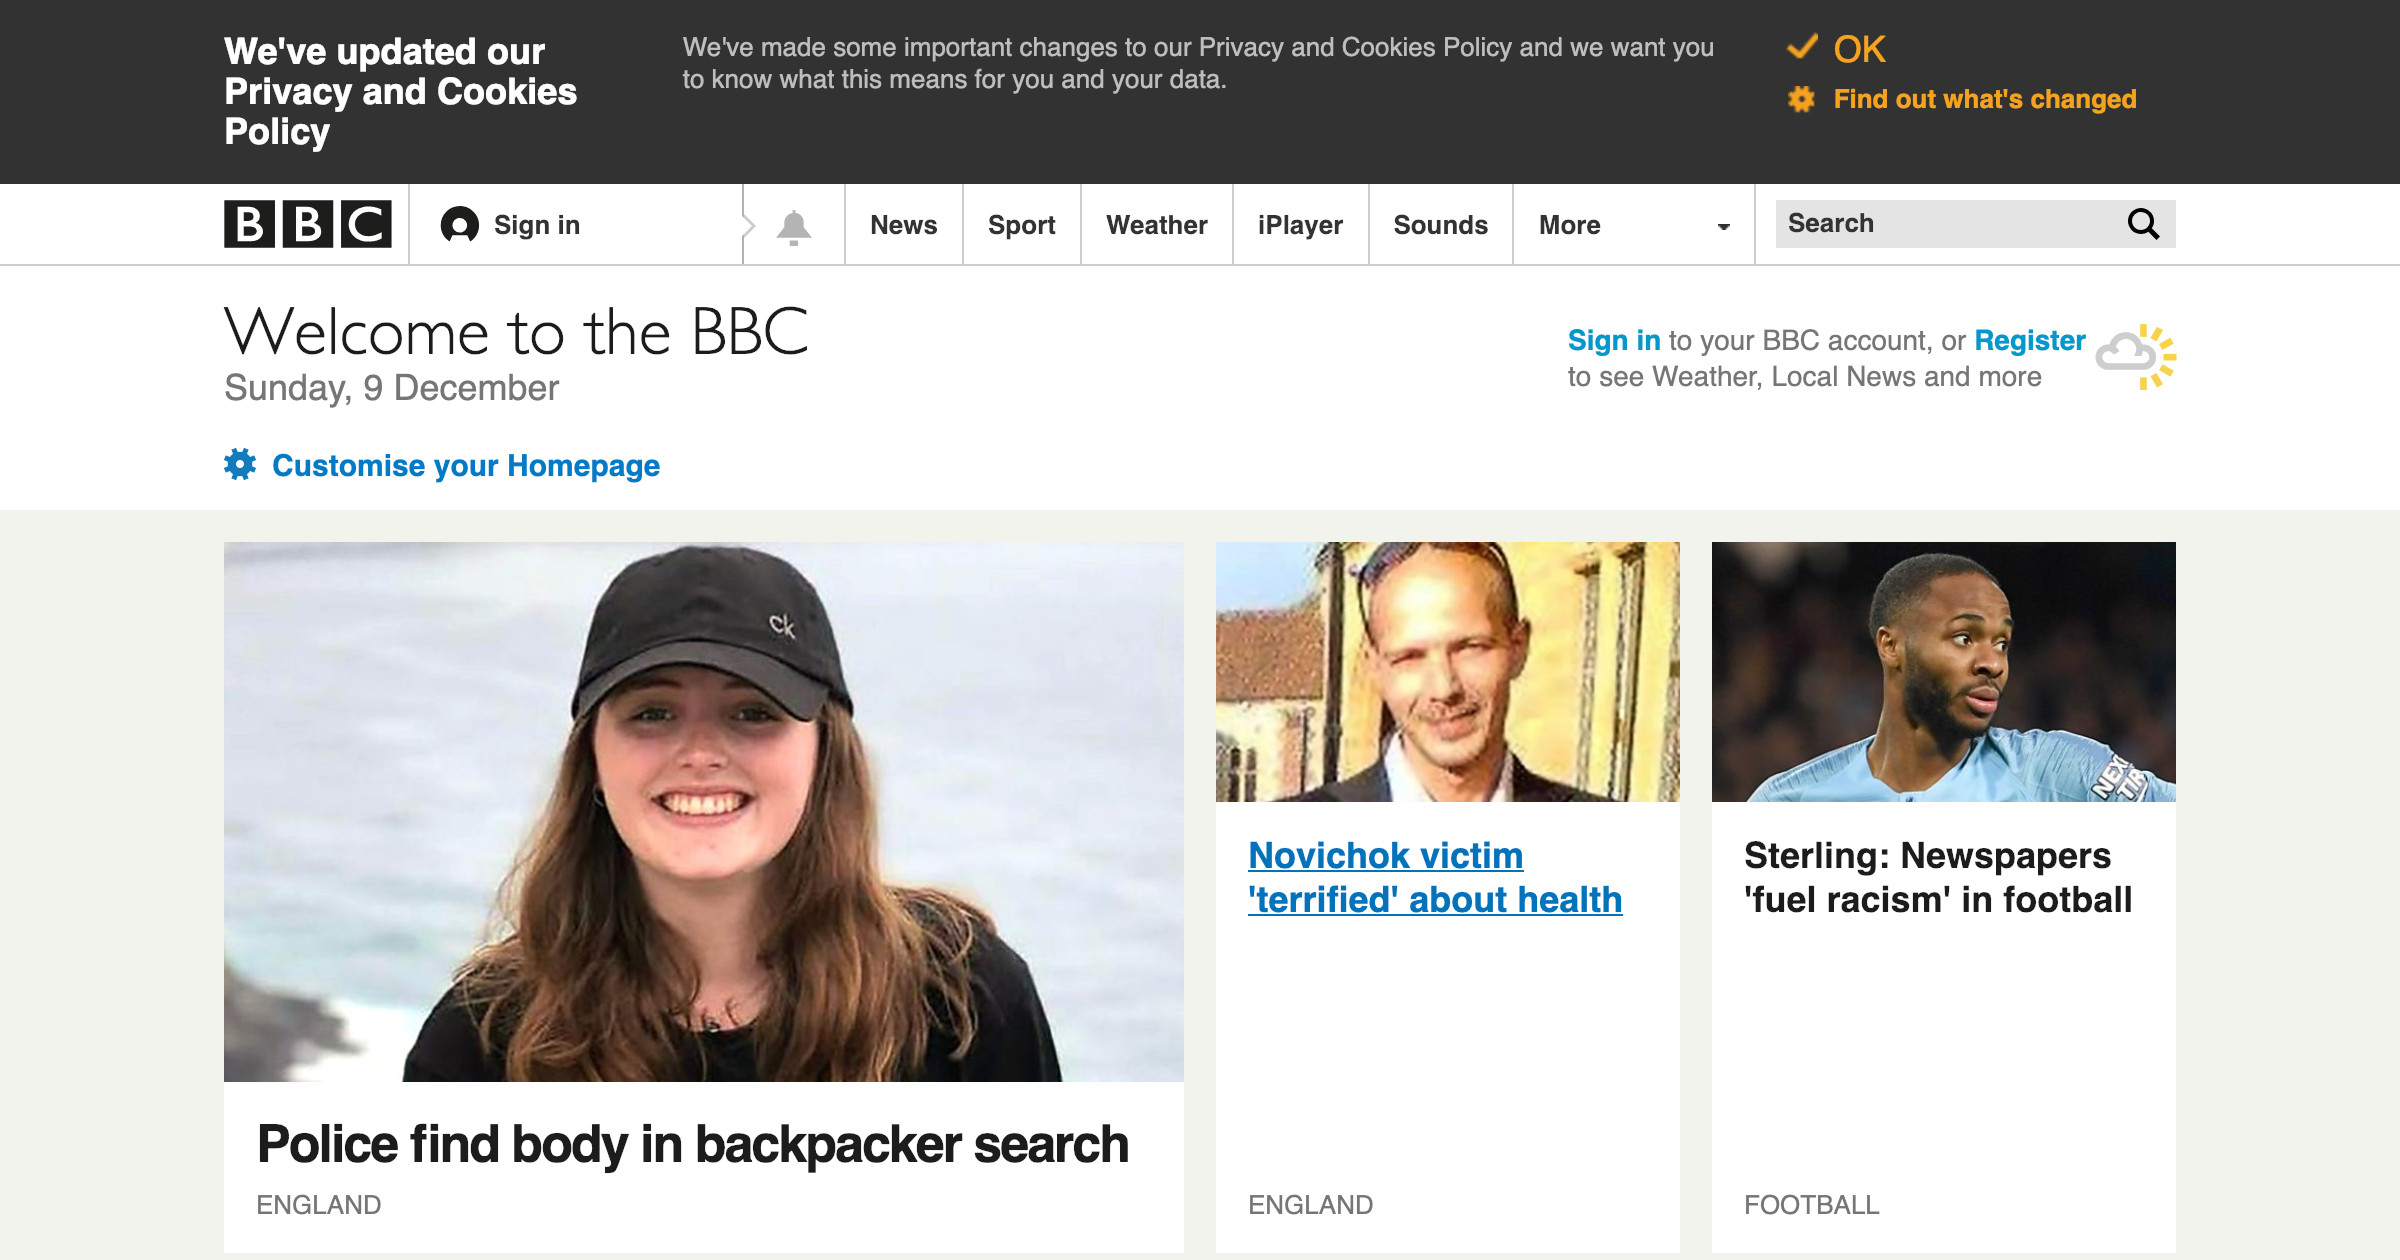 We've updated our
Privacy and Cookies
Policy
We've made some important changes to our Privacy and Cookies Policy and we want you
to know what this means for you and your data.
OK
Find out what's changed
BBC
Sign in
News
Sport
Weather
iPlayer
Sounds
More
Search
Welcome to the BBC
Sunday, 9 December
Sign in to your BBC account, or Register
to see Weather, Local News and more
Customise your Homepage
ck
Police find body in backpacker search
ENGLAND
Novichok victim
'terrified' about health
ENGLAND
Sterling: Newspapers
'fuel racism' in football
FOOTBALL